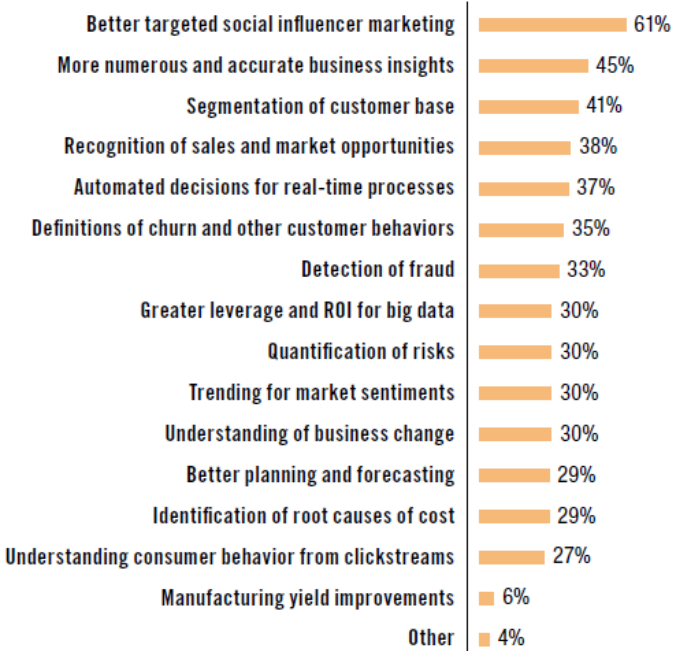 Better targeted social influencer marketing 61%
More numerous and accurate business insights 45%
Segmentation of customer base 41%
Recognition of sales and market opportunities 38%
Automated decisions for real-time processes 37%
Definitions of churn and other customer behaviors 35%
Detection of fraud 33%
Greater leverage and ROI for big data 30%
Quantification of risks 30%
Trending for market sentiments 30%
Understanding of business change 30%
Better planning and forecasting 29%
Identification of root causes of cost 29%
Understanding consumer behavior from clickstreams 27%
Manufacturing yield improvements 6%
Other 4%